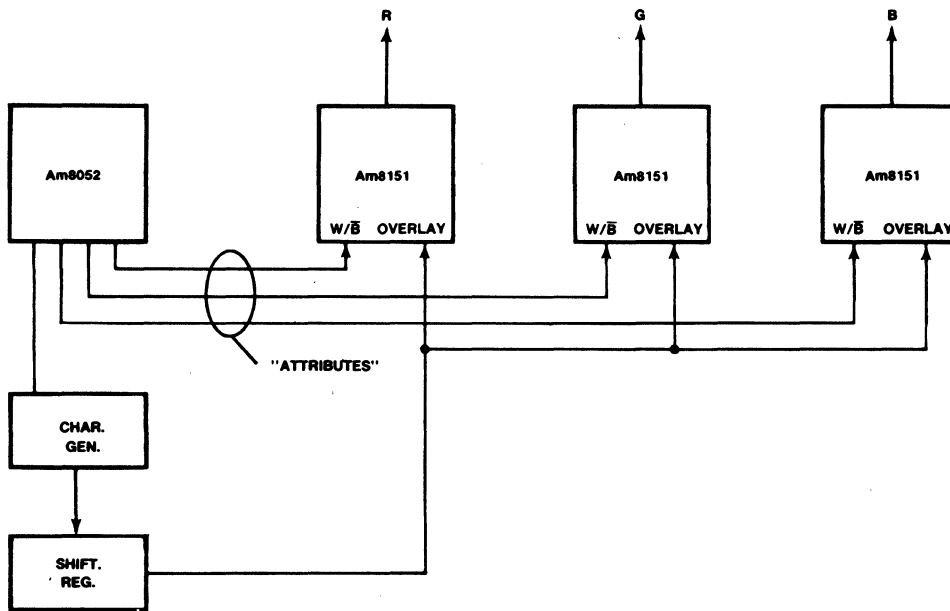 R
G
B
Am8052
Am8151
Am8151
Am8151
W/B̅ OVERLAY
W/B̅ OVERLAY
W/B̅ OVERLAY
"ATTRIBUTES"
CHAR.
GEN.
SHIFT.
REG.